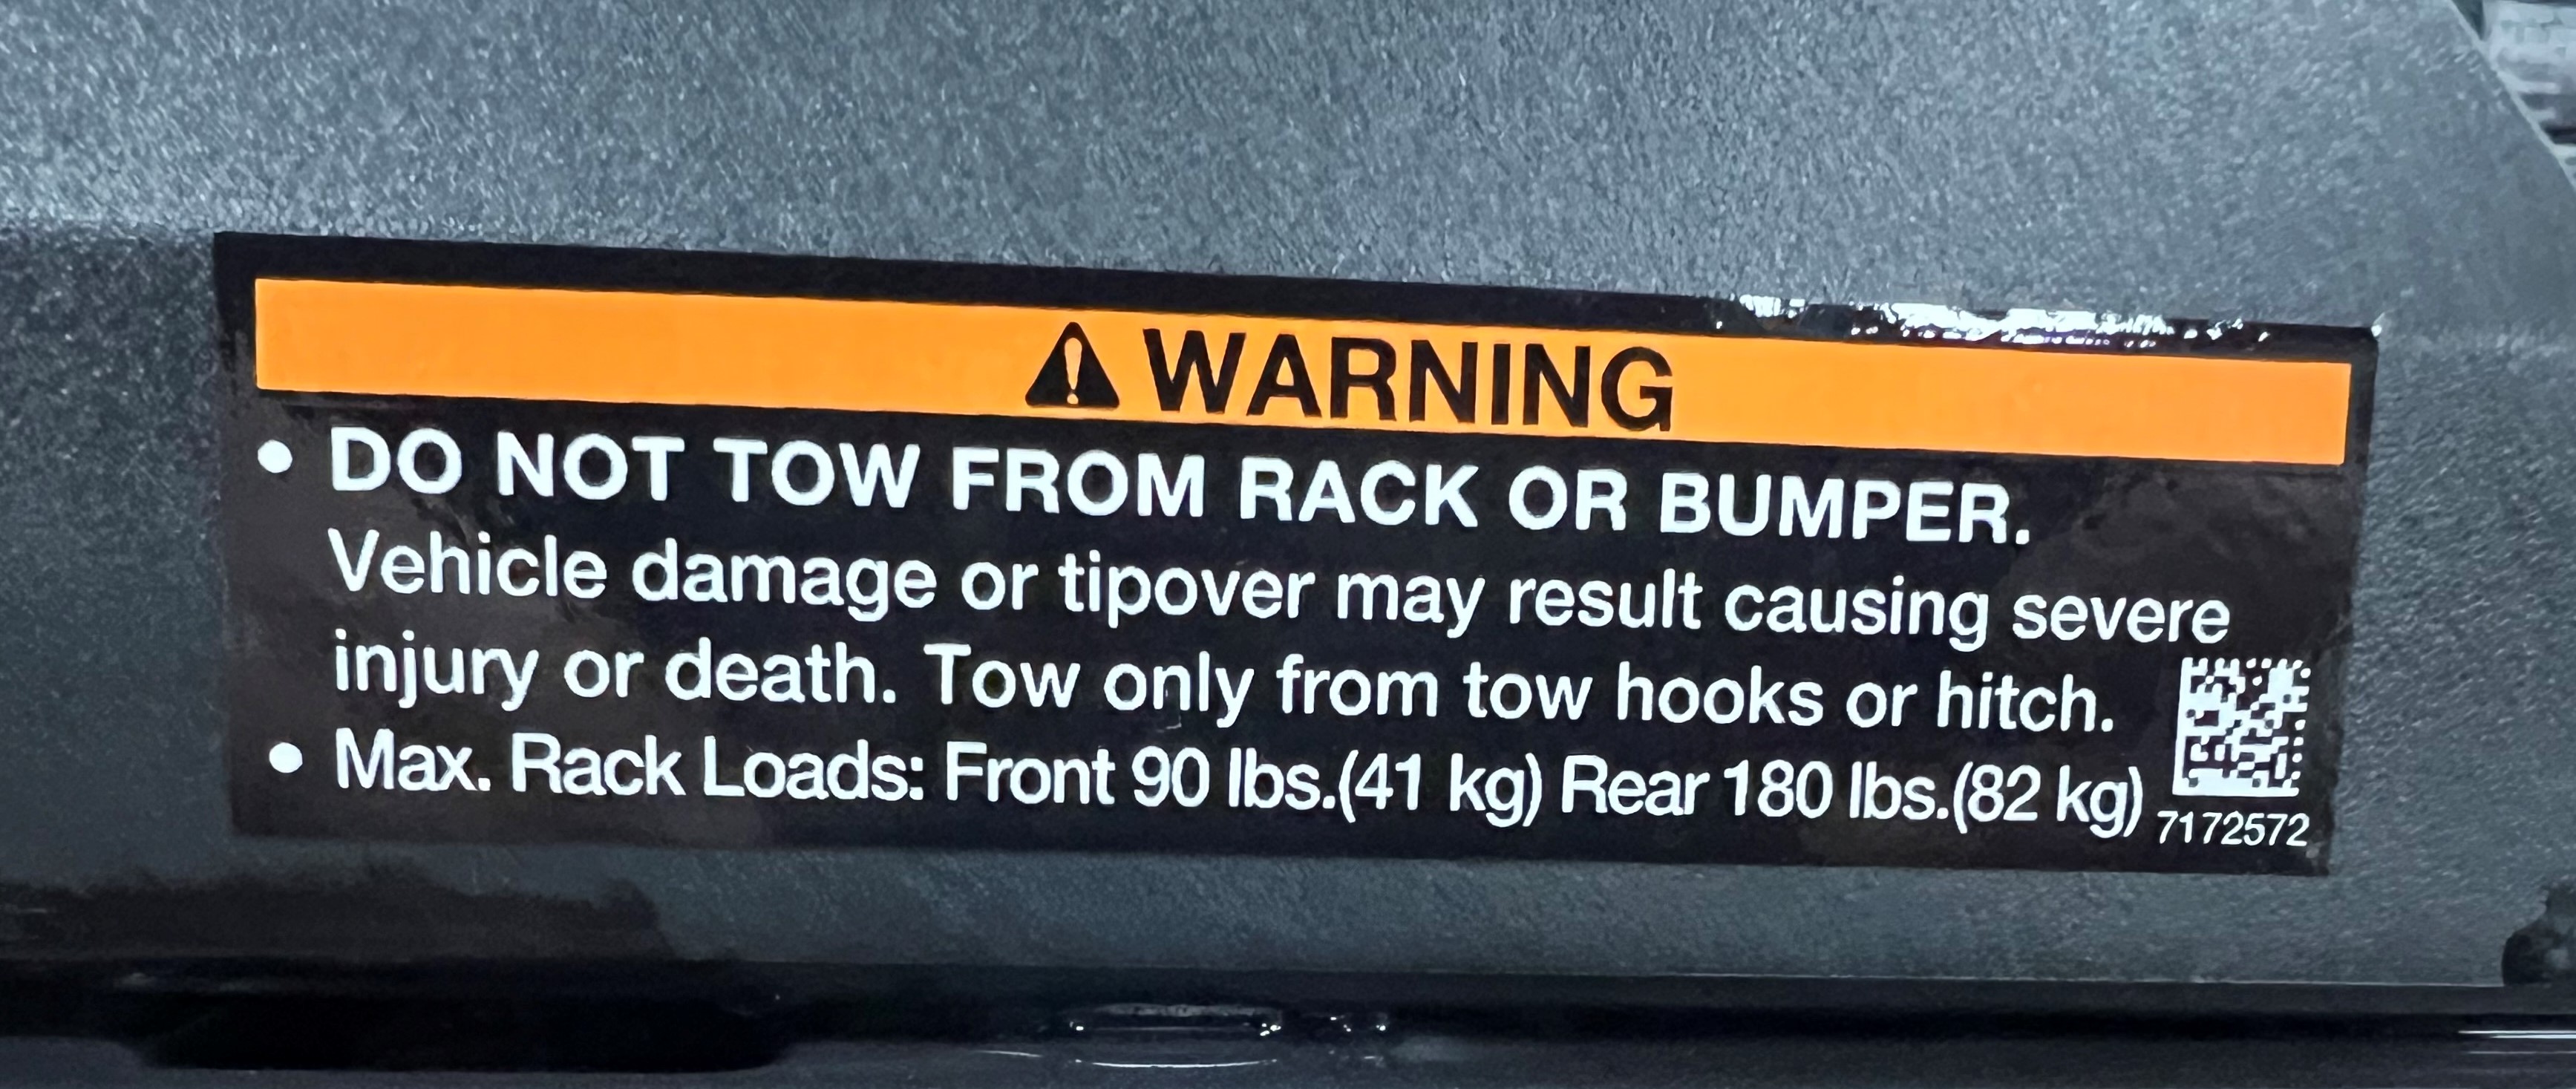 WARNING
• DO NOT TOW FROM RACK OR BUMPER.
Vehicle damage or tipover may result causing severe
injury or death. Tow only from tow hooks or hitch.
• Max. Rack Loads: Front 90 lbs.(41 kg) Rear 180 lbs.(82 kg)
7172572